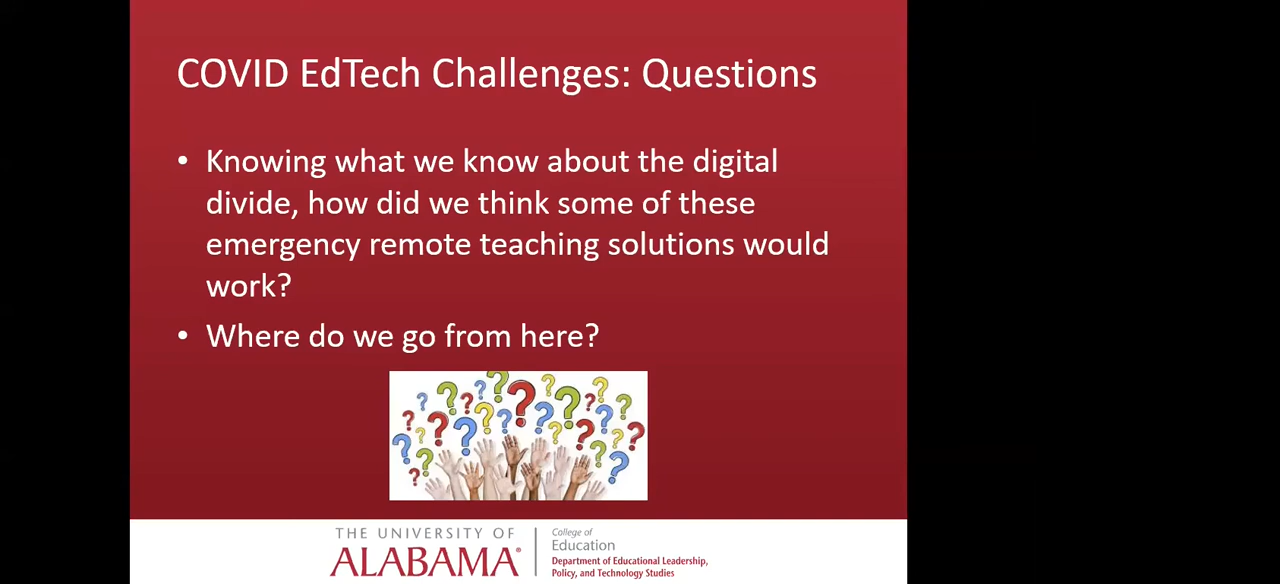 COVID EdTech Challenges: Questions
• Knowing what we know about the digital
divide, how did we think some of these
emergency remote teaching solutions would
work?
• Where do we go from here?
THE UNIVERSITY OF
ALABAMA®
College of
Education
Department of Educational Leadership,
Policy, and Technology Studies